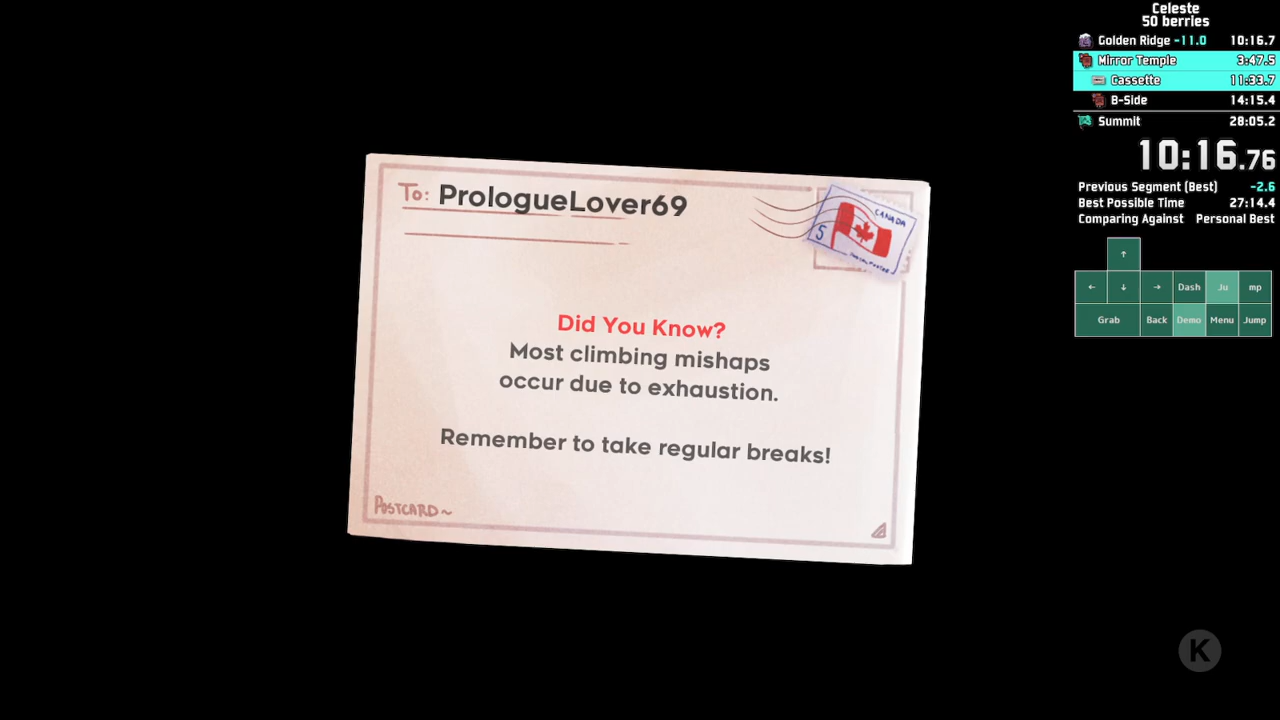 Celeste
50 berries
Golden Ridge -11.0 10:16.7
Mirror Temple 3:47.5
Cassette 11:33.7
B-Side 14:15.4
Summit 28:05.2
10:16.76
Previous Segment (Best) -2.6
Best Possible Time 27:14.4
Comparing Against Personal Best
↑
← ↓ → Dash Ju mp
Grab Back Demo Menu Jump
To: PrologueLover69
CANADA
5
Did You Know?
Most climbing mishaps
occur due to exhaustion.
Remember to take regular breaks!
POSTCARD~
K